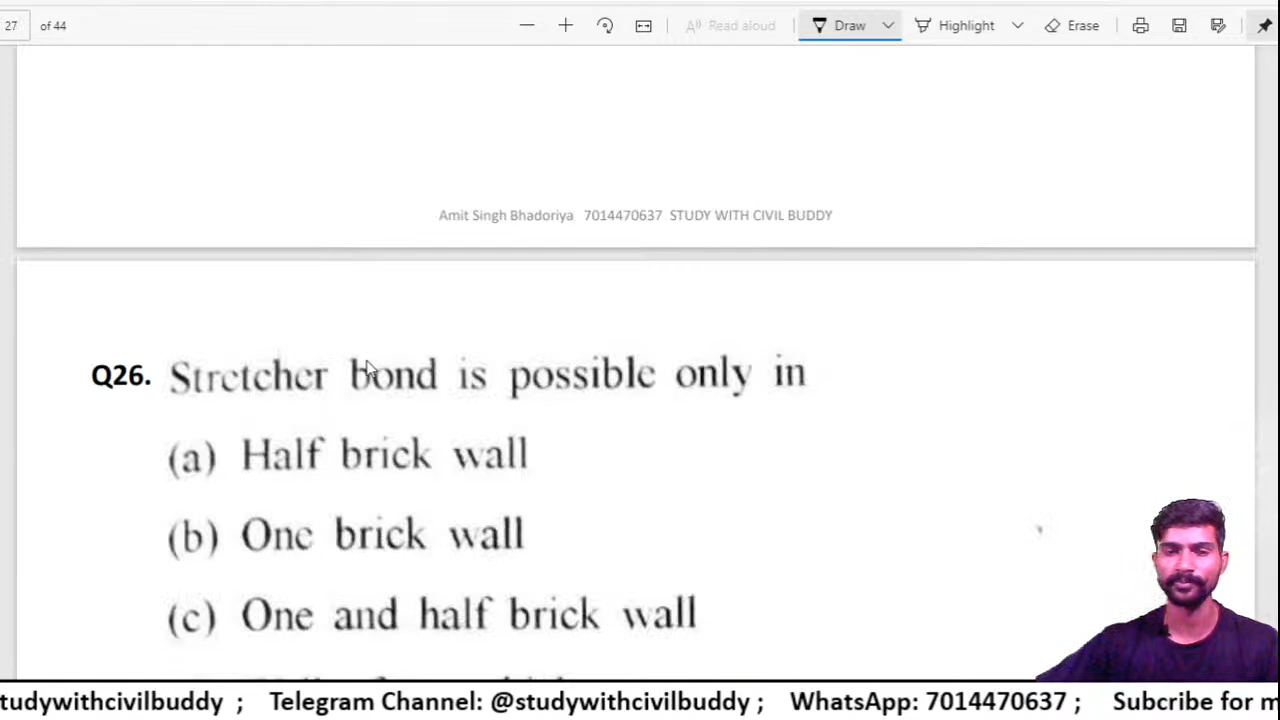 27 of 44 Read aloud Draw Highlight Erase
Amit Singh Bhadoriya 7014470637 STUDY WITH CIVIL BUDDY
Q26. Stretcher bond is possible only in
(a) Half brick wall
(b) One brick wall
(c) One and half brick wall
tudywithcivilbuddy ; Telegram Channel: @studywithcivilbuddy ; WhatsApp: 7014470637 ; Subcribe for m